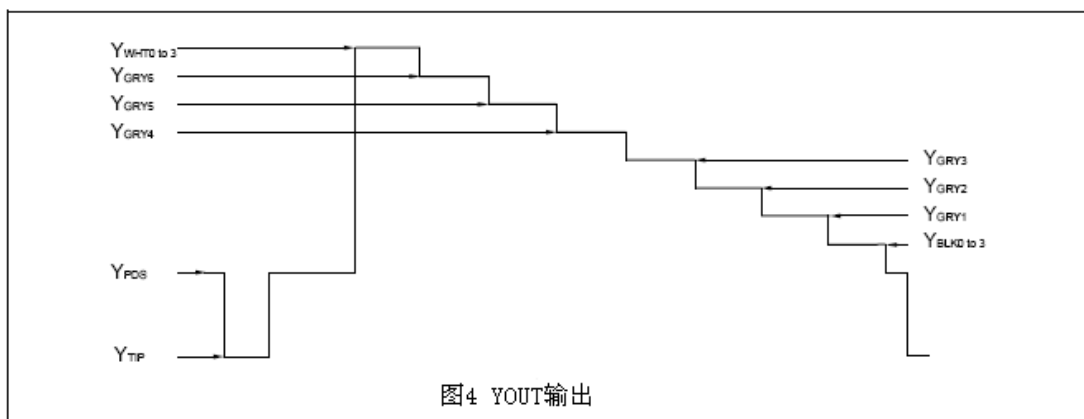 YWHT0 to 3
YGRY6
YGRY5
YGRY4
YGRY3
YGRY2
YGRY1
YBLK0 to 3
YPDS
YTIP
图4 YOUT输出